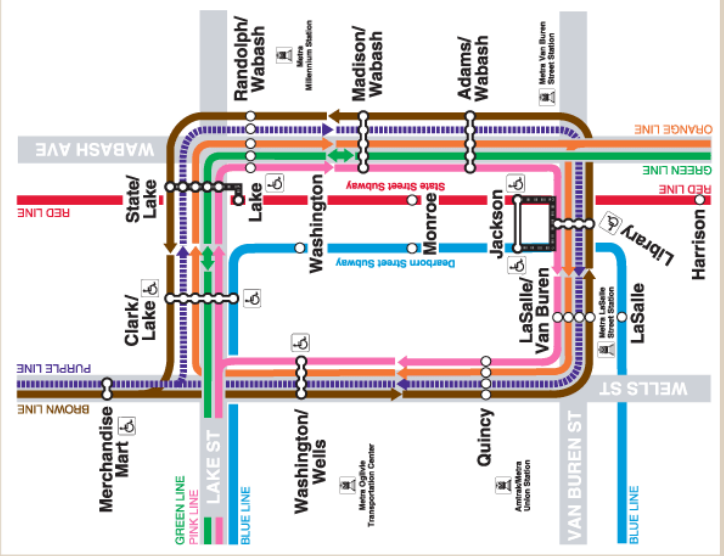 Randolph/
Wabash
Metra
Millennium Station
Madison/
Wabash
Adams/
Wabash
Metra Van Buren
Street Station
WABASH AVE
ORANGE LINE
GREEN LINE
RED LINE
State/
Lake
Lake
State Street Subway
RED LINE
Washington
Monroe
Jackson
Library
Harrison
Dearborn Street Subway
Clark/
Lake
LaSalle/
Van Buren
Metra LaSalle
Street Station
LaSalle
PURPLE LINE
BROWN LINE
Merchandise
Mart
LAKE ST
Washington/
Wells
Quincy
WELLS ST
VAN BUREN ST
Metra Ogilvie
Transportation Center
Amtrak/Metra
Union Station
GREEN LINE
PINK LINE
BLUE LINE
BLUE LINE